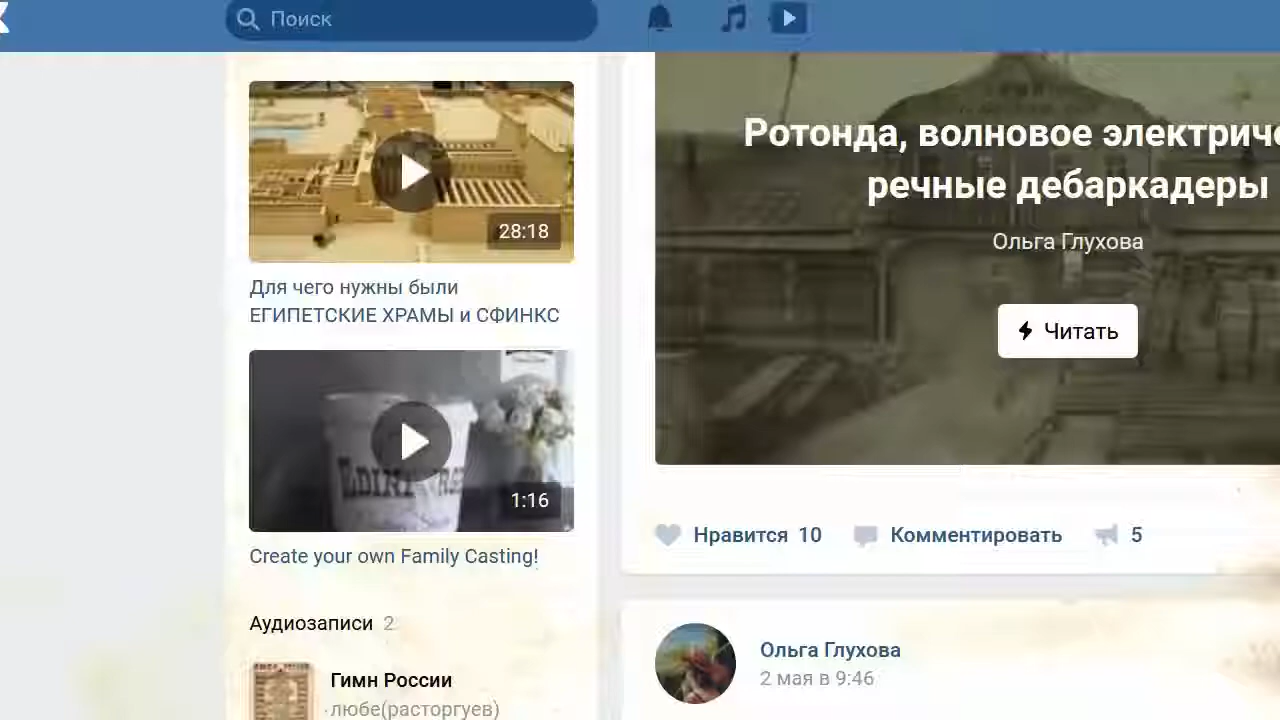 Поиск
28:18
Для чего нужны были
ЕГИПЕТСКИЕ ХРАМЫ и СФИНКС
1:16
Create your own Family Casting!
Аудиозаписи 2
Гимн России
любе(расторгуев)
Ротонда, волновое
речные дебаркадеры
Ольга Глухова
Читать
Нравится 10
Комментировать
5
Ольга Глухова
2 мая в 9:46